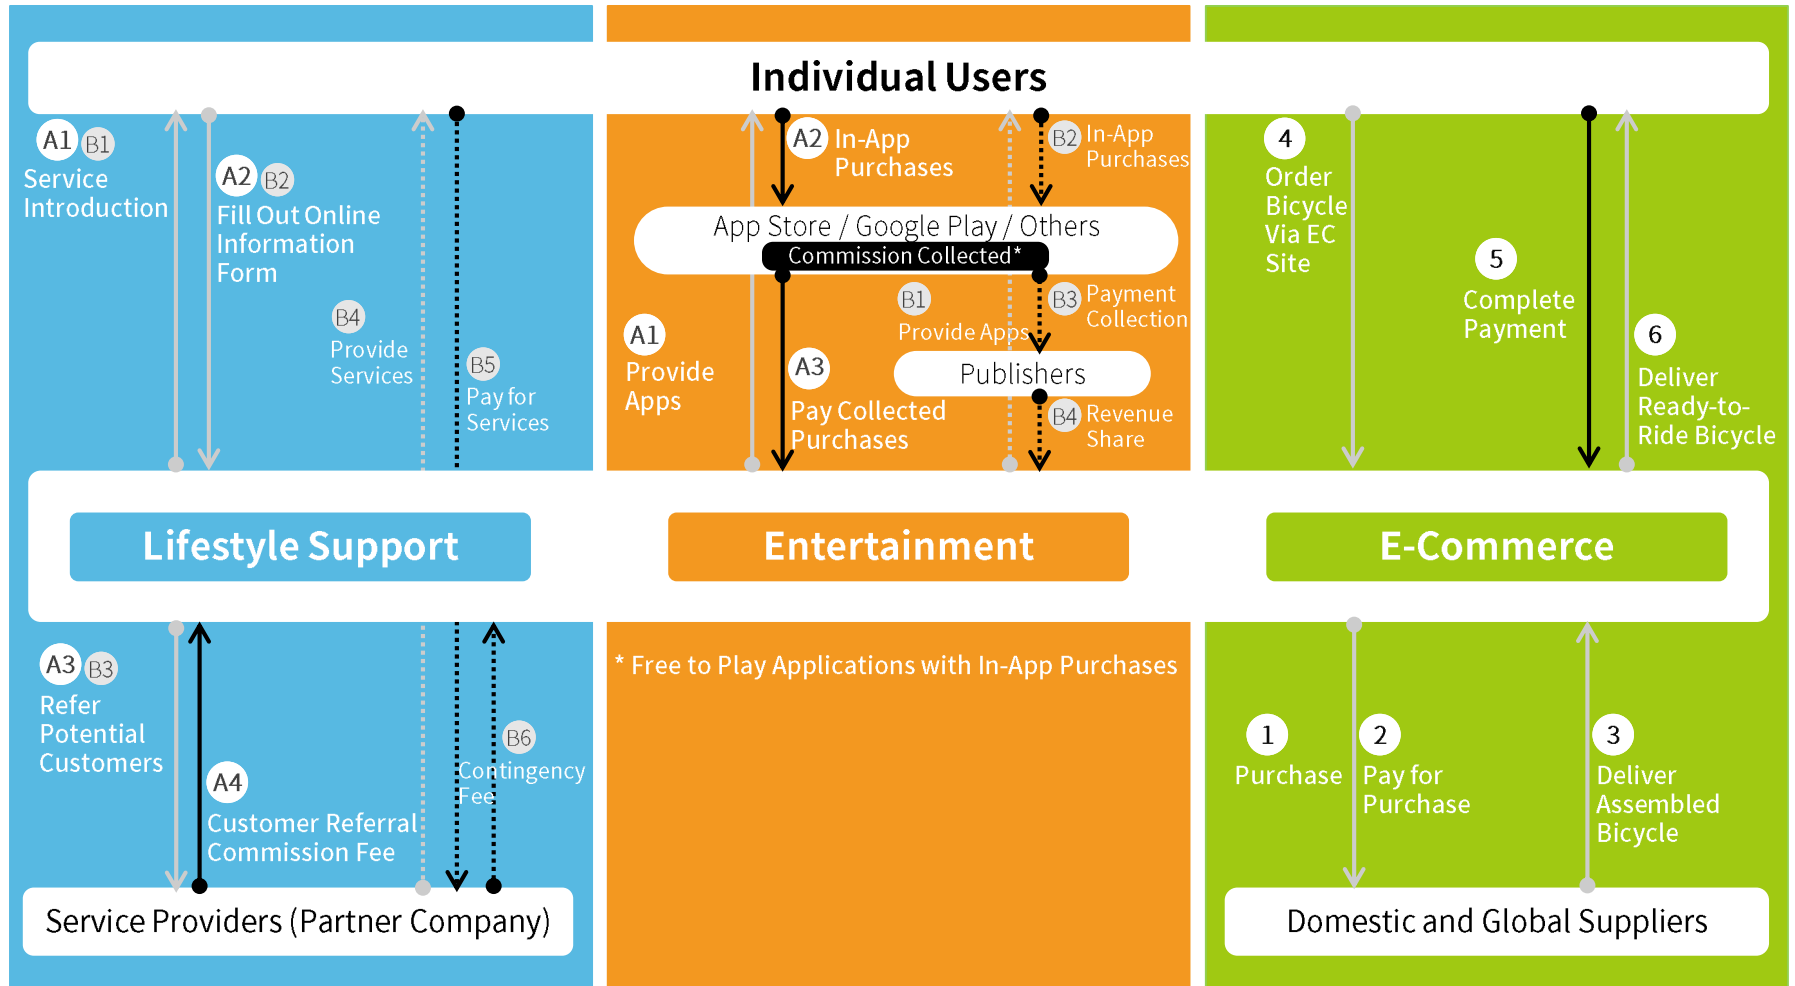 Individual Users
A1 B1
Service
Introduction
A2 B2
Fill Out Online
Information
Form
B4
Provide
Services
B5
Pay for
Services
A2 In-App
Purchases
B2 In-App
Purchases
App Store / Google Play / Others
Commission Collected*
A1
Provide
Apps
B1
Provide Apps
B3 Payment
Collection
A3
Pay Collected
Purchases
Publishers
B4 Revenue
Share
4
Order
Bicycle
Via EC
Site
5
Complete
Payment
6
Deliver
Ready-to-
Ride Bicycle
Lifestyle Support
Entertainment
E-Commerce
A3 B3
Refer
Potential
Customers
A4
Customer Referral
Commission Fee
B6
Contingency
Fee
Service Providers (Partner Company)
* Free to Play Applications with In-App Purchases
1
Purchase
2
Pay for
Purchase
3
Deliver
Assembled
Bicycle
Domestic and Global Suppliers